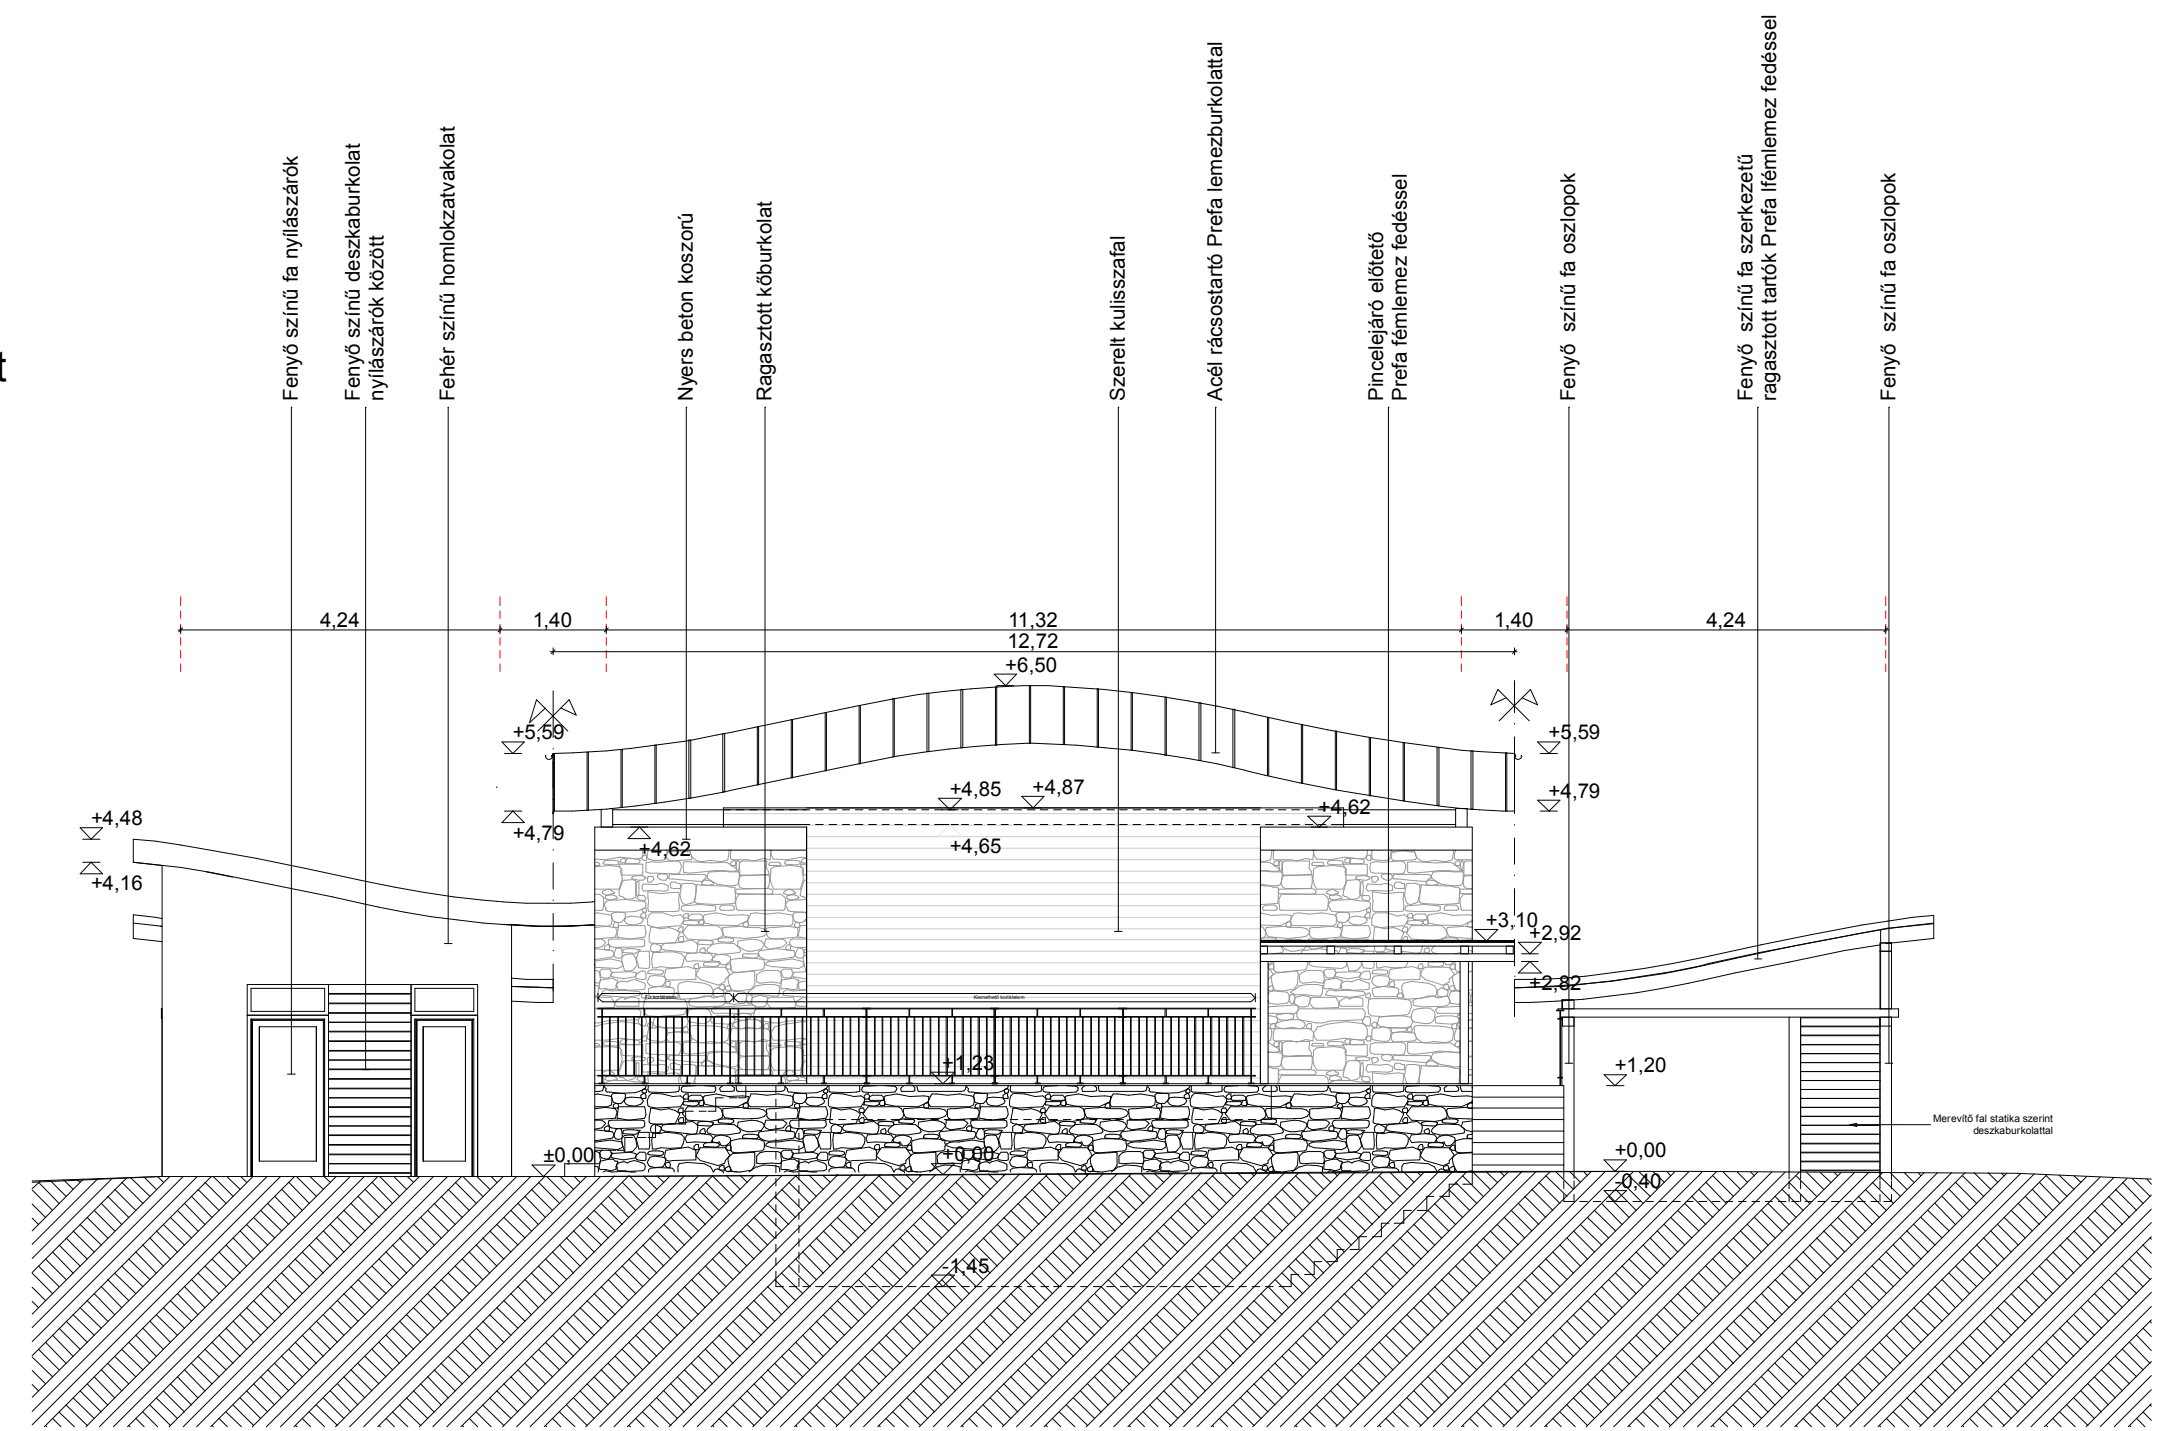 t
Fenyő színű fa nyílászárók
Fenyő színű deszkaburkolat
nyílászárók között
Fehér színű homlokzatvakolat
Nyers beton koszorú
Ragasztott kőburkolat
Szerelt kulisszafal
Acél rácsostartó Prefa lemezburkolattal
Pincelejáró előtető
Prefa fémlemez fedéssel
Fenyő színű fa oszlopok
Fenyő színű fa szerkezetű
ragasztott tartók Prefa lfémlemez fedéssel
Fenyő színű fa oszlopok
4,24
1,40
11,32
1,40
4,24
12,72
+6,50
+5,59
+5,59
+4,85
+4,87
+4,79
+4,62
+4,48
+4,79
+4,62
+4,65
+4,16
+3,10
+2,92
+2,82
Kiemelhető korlátelem
+1,23
+1,20
Merevítő fal statika szerint
deszkaburkolattal
±0,00
+0,00
+0,00
-0,40
-1,45